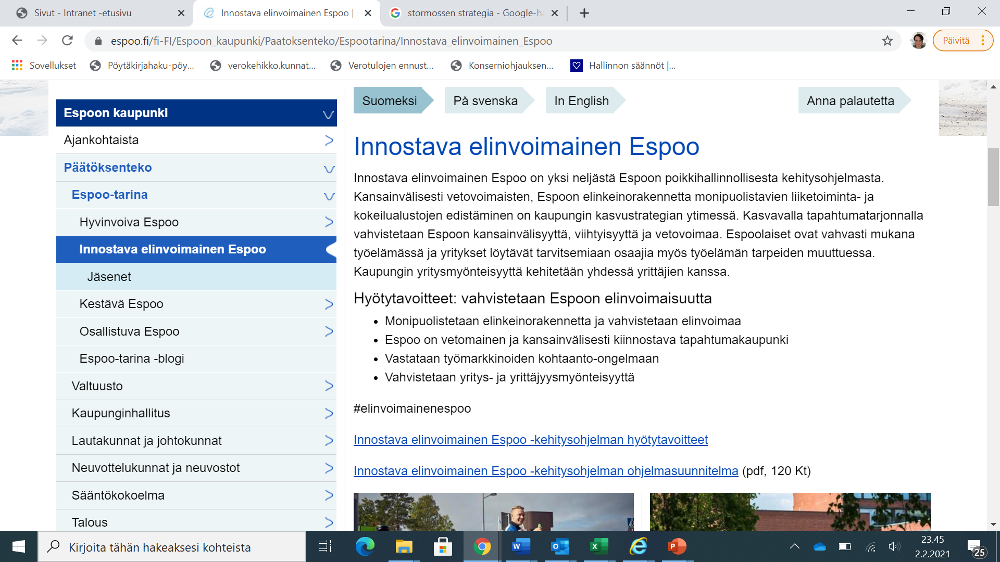 Sivut - Intranet -etusivu
Innostava elinvoimainen Espoo |
stormossen strategia - Google-ha
espoo.fi/fi-FI/Espoon_kaupunki/Paatoksenteko/Espootarina/Innostava_elinvoimainen_Espoo
Päivitä
Sovellukset
Pöytäkirjahaku-pöy...
verokehikko.kunnat...
Verotulojen ennust...
Konserniohjauksen...
Hallinnon säännöt |...
Espoon kaupunki
Ajankohtaista
Päätöksenteko
Espoo-tarina
Hyvinvoiva Espoo
Innostava elinvoimainen Espoo
Jäsenet
Kestävä Espoo
Osallistuva Espoo
Espoo-tarina -blogi
Valtuusto
Kaupunginhallitus
Lautakunnat ja johtokunnat
Neuvottelukunnat ja neuvostot
Sääntökokoelma
Talous
Suomeksi
På svenska
In English
Anna palautetta
Innostava elinvoimainen Espoo
Innostava elinvoimainen Espoo on yksi neljästä Espoon poikkihallinnollisesta kehitysohjelmasta.
Kansainvälisesti vetovoimaisten, Espoon elinkeinorakennetta monipuolistavien liiketoiminta- ja
kokeilualustojen edistäminen on kaupungin kasvustrategian ytimessä. Kasvavalla tapahtumatarjonnalla
vahvistetaan Espoon kansainvälisyyttä, viihtyisyyttä ja vetovoimaa. Espoolaiset ovat vahvasti mukana
työelämässä ja yritykset löytävät tarvitsemiaan osaajia myös työelämän tarpeiden muuttuessa.
Kaupungin yritysmyönteisyyttä kehitetään yhdessä yrittäjien kanssa.
Hyötytavoitteet: vahvistetaan Espoon elinvoimaisuutta
• Monipuolistetaan elinkeinorakennetta ja vahvistetaan elinvoimaa
• Espoo on vetomainen ja kansainvälisesti kiinnostava tapahtumakaupunki
• Vastataan työmarkkinoiden kohtaanto-ongelmaan
• Vahvistetaan yritys- ja yrittäjyysmyönteisyyttä
#elinvoimainenespoo
Innostava elinvoimainen Espoo -kehitysohjelman hyötytavoitteet
Innostava elinvoimainen Espoo -kehitysohjelman ohjelmasuunnitelma (pdf, 120 Kt)
Kirjoita tähän hakeaksesi kohteista
23.45
2.2.2021
25